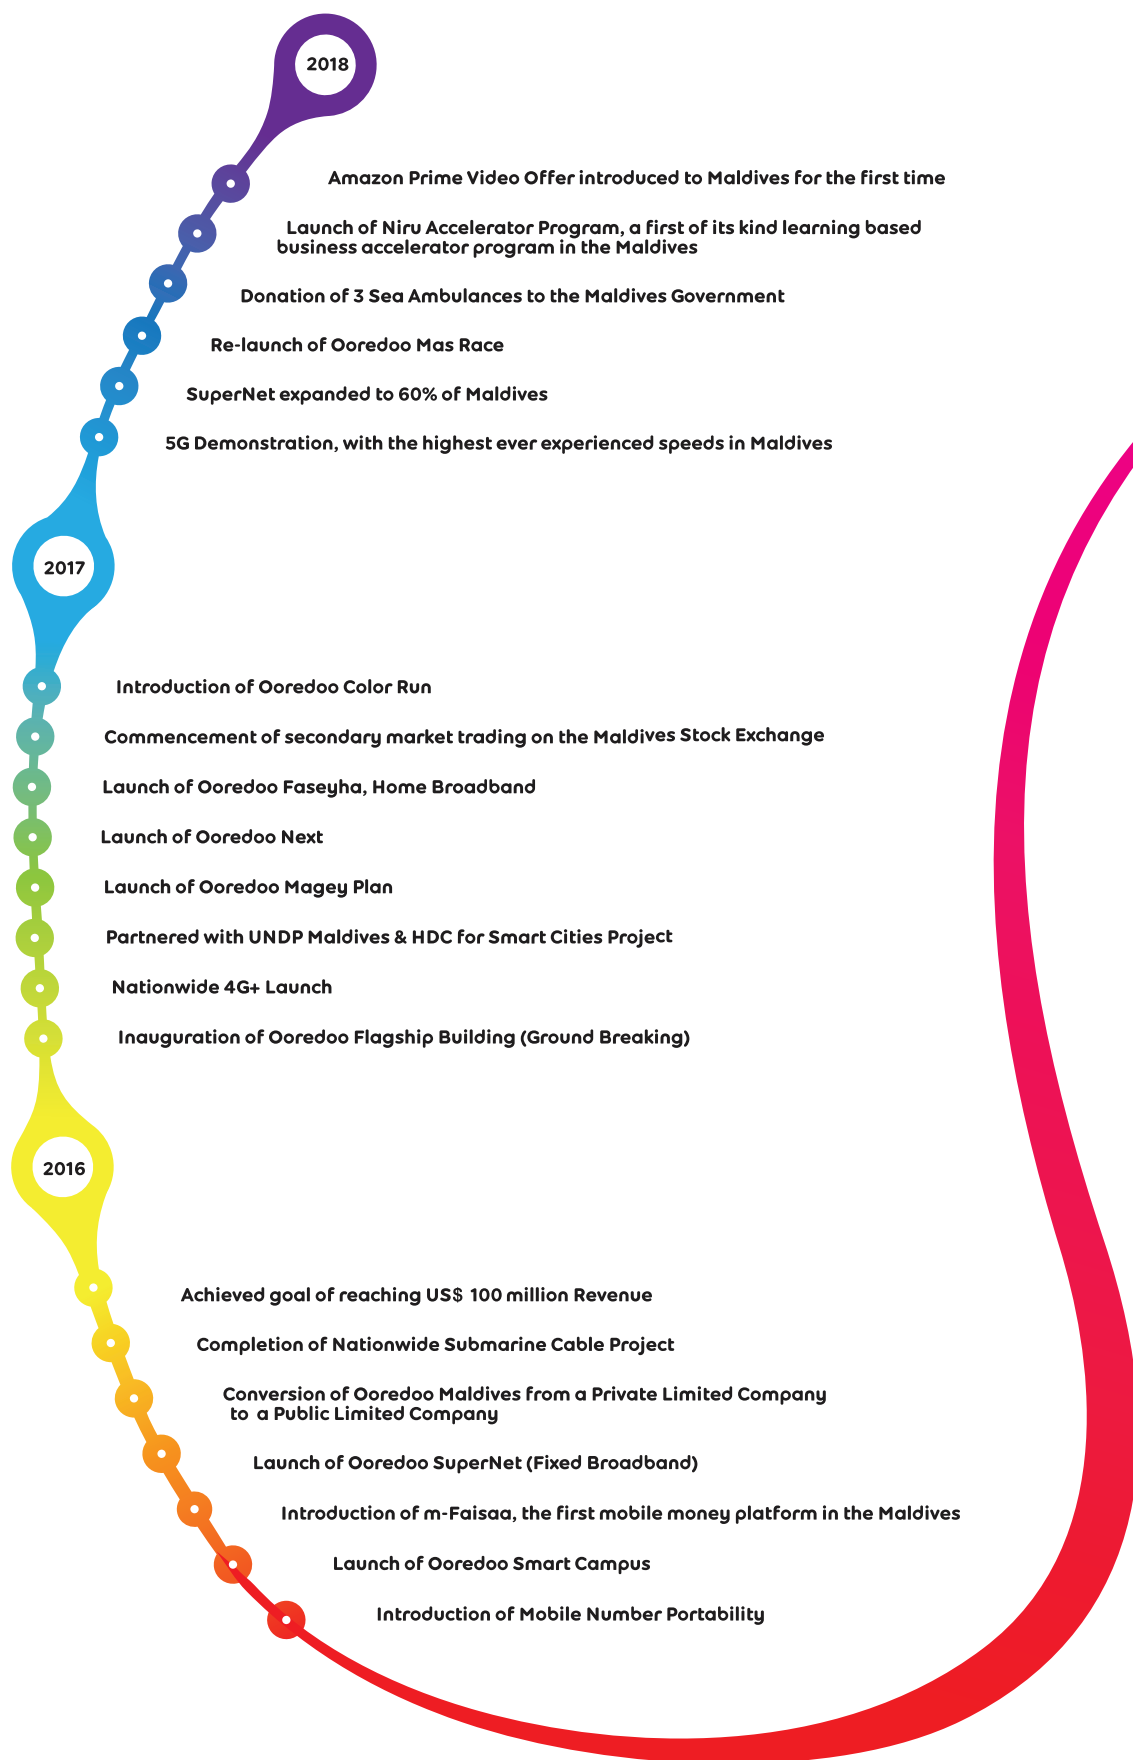 2018
Amazon Prime Video Offer introduced to Maldives for the first time
Launch of Niru Accelerator Program, a first of its kind learning based
business accelerator program in the Maldives
Donation of 3 Sea Ambulances to the Maldives Government
Re-launch of Ooredoo Mas Race
SuperNet expanded to 60% of Maldives
5G Demonstration, with the highest ever experienced speeds in Maldives
2017
Introduction of Ooredoo Color Run
Commencement of secondary market trading on the Maldives Stock Exchange
Launch of Ooredoo Faseyha, Home Broadband
Launch of Ooredoo Next
Launch of Ooredoo Magey Plan
Partnered with UNDP Maldives & HDC for Smart Cities Project
Nationwide 4G+ Launch
Inauguration of Ooredoo Flagship Building (Ground Breaking)
2016
Achieved goal of reaching US$ 100 million Revenue
Completion of Nationwide Submarine Cable Project
Conversion of Ooredoo Maldives from a Private Limited Company
to a Public Limited Company
Launch of Ooredoo SuperNet (Fixed Broadband)
Introduction of m-Faisaa, the first mobile money platform in the Maldives
Launch of Ooredoo Smart Campus
Introduction of Mobile Number Portability